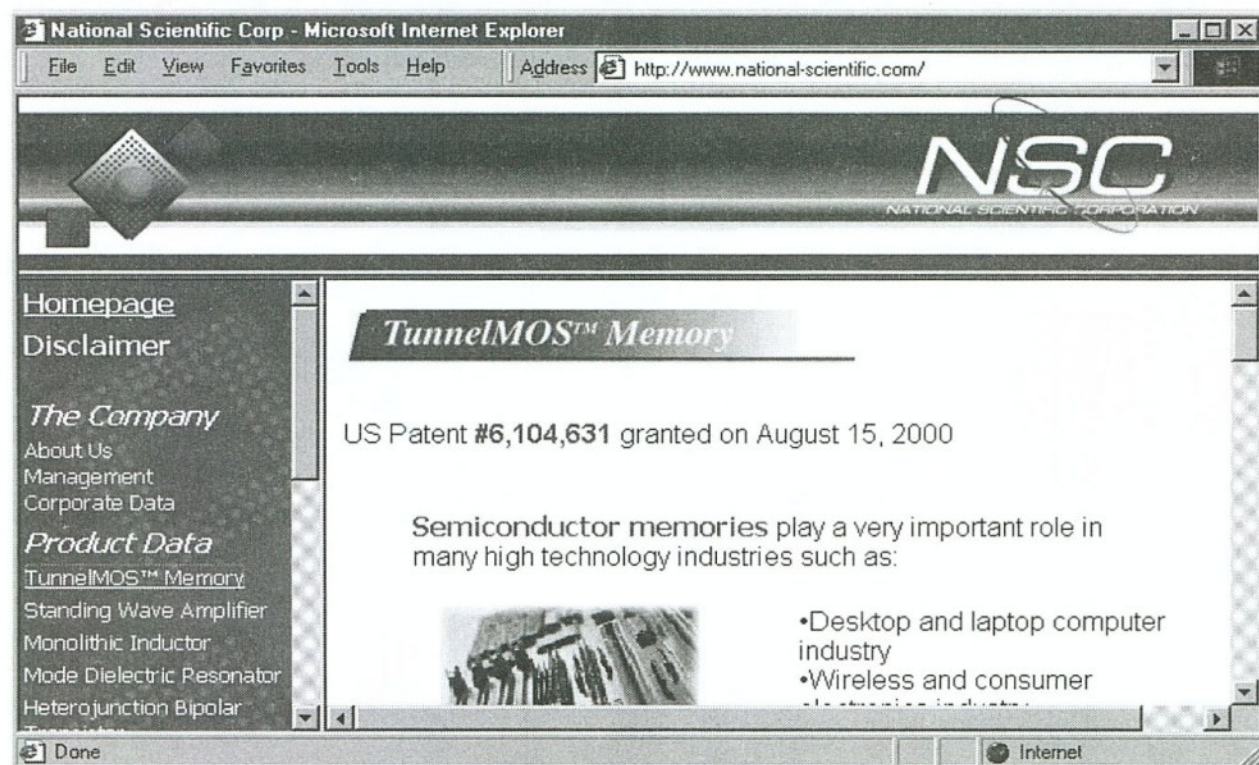 National Scientific Corp - Microsoft Internet Explorer
File Edit View Favorites Tools Help Address http://www.national-scientific.com/
NSC
NATIONAL SCIENTIFIC CORPORATION
Homepage
Disclaimer
The Company
About Us
Management
Corporate Data
Product Data
TunnelMOS™ Memory
Standing Wave Amplifier
Monolithic Inductor
Mode Dielectric Resonator
Heterojunction Bipolar
TunnelMOS™ Memory
US Patent #6,104,631 granted on August 15, 2000
Semiconductor memories play a very important role in
many high technology industries such as:
•Desktop and laptop computer
industry
•Wireless and consumer
Done Internet